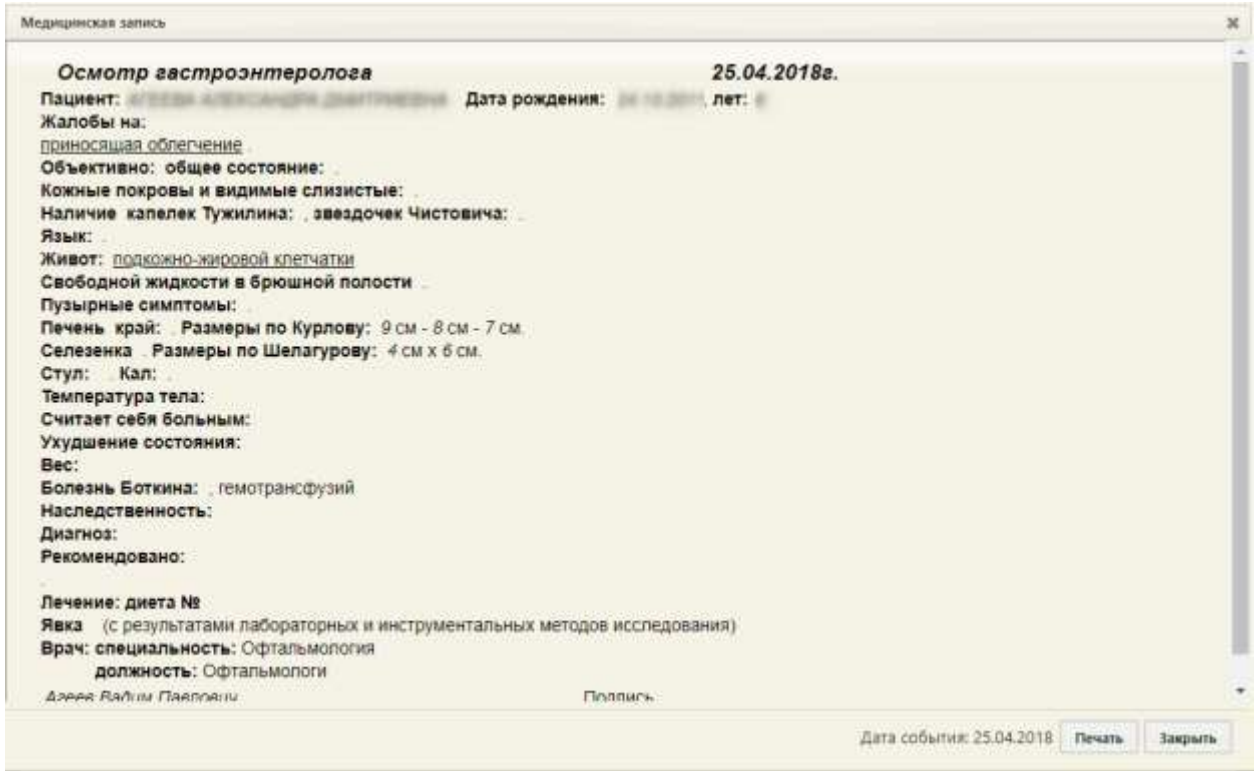 Медицинская запись
Осмотр гастроэнтеролога 25.04.2018г.
Пациент: Дата рождения: , лет:
Жалобы на:
приносящая облегчение .
Объективно: общее состояние: .
Кожные покровы и видимые слизистые: .
Наличие капелек Тужилина: , звездочек Чистовича: .
Язык: .
Живот: подкожно-жировой клетчатки
Свободной жидкости в брюшной полости .
Пузырные симптомы: .
Печень край: . Размеры по Курлову: 9 см - 8 см - 7 см.
Селезенка . Размеры по Шелагурову: 4 см х 6 см.
Стул: . Кал: .
Температура тела:
Считает себя больным:
Ухудшение состояния:
Вес:
Болезнь Боткина: , гемотрансфузий
Наследственность:
Диагноз:
Рекомендовано:
.
Лечение: диета №
Явка (с результатами лабораторных и инструментальных методов исследования)
Врач: специальность: Офтальмология
должность: Офтальмологи
Агеев Вадим Павлович Подпись
Дата события: 25.04.2018 Печать Закрыть